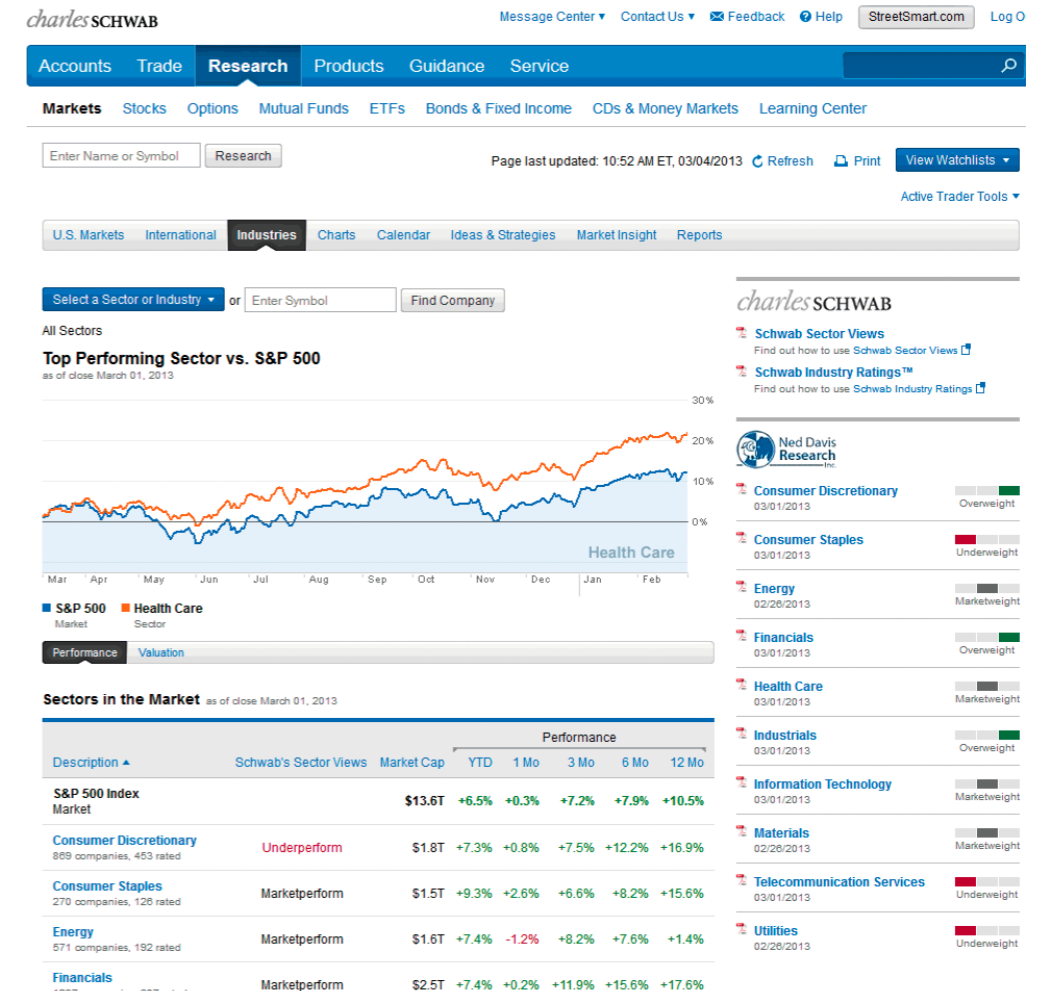 charles SCHWAB
Message Center ▾ Contact Us ▾ Feedback Help StreetSmart.com Log O
Accounts Trade Research Products Guidance Service
Markets Stocks Options Mutual Funds ETFs Bonds & Fixed Income CDs & Money Markets Learning Center
Enter Name or Symbol Research
Page last updated: 10:52 AM ET, 03/04/2013 Refresh Print View Watchlists ▾
Active Trader Tools ▾
U.S. Markets International Industries Charts Calendar Ideas & Strategies Market Insight Reports
Select a Sector or Industry ▾ or Enter Symbol Find Company
All Sectors
Top Performing Sector vs. S&P 500
as of close March 01, 2013
30%
20%
10%
0%
Health Care
Mar Apr May Jun Jul Aug Sep Oct Nov Dec Jan Feb
S&P 500 Health Care
Market Sector
Performance Valuation
Sectors in the Market as of close March 01, 2013
Performance
Description ▲ Schwab's Sector Views Market Cap YTD 1 Mo 3 Mo 6 Mo 12 Mo
S&P 500 Index $13.6T +6.5% +0.3% +7.2% +7.9% +10.5%
Market
Consumer Discretionary Underperform $1.8T +7.3% +0.8% +7.5% +12.2% +16.9%
869 companies, 453 rated
Consumer Staples Marketperform $1.5T +9.3% +2.6% +6.6% +8.2% +15.6%
270 companies, 126 rated
Energy Marketperform $1.6T +7.4% -1.2% +8.2% +7.6% +1.4%
571 companies, 192 rated
Financials Marketperform $2.5T +7.4% +0.2% +11.9% +15.6% +17.6%
charles SCHWAB
Schwab Sector Views
Find out how to use Schwab Sector Views
Schwab Industry Ratings™
Find out how to use Schwab Industry Ratings
Ned Davis
Research
Inc.
Consumer Discretionary
03/01/2013 Overweight
Consumer Staples
03/01/2013 Underweight
Energy
02/26/2013 Marketweight
Financials
03/01/2013 Overweight
Health Care
03/01/2013 Marketweight
Industrials
03/01/2013 Overweight
Information Technology
03/01/2013 Marketweight
Materials
02/26/2013 Marketweight
Telecommunication Services
03/01/2013 Underweight
Utilities
02/26/2013 Underweight